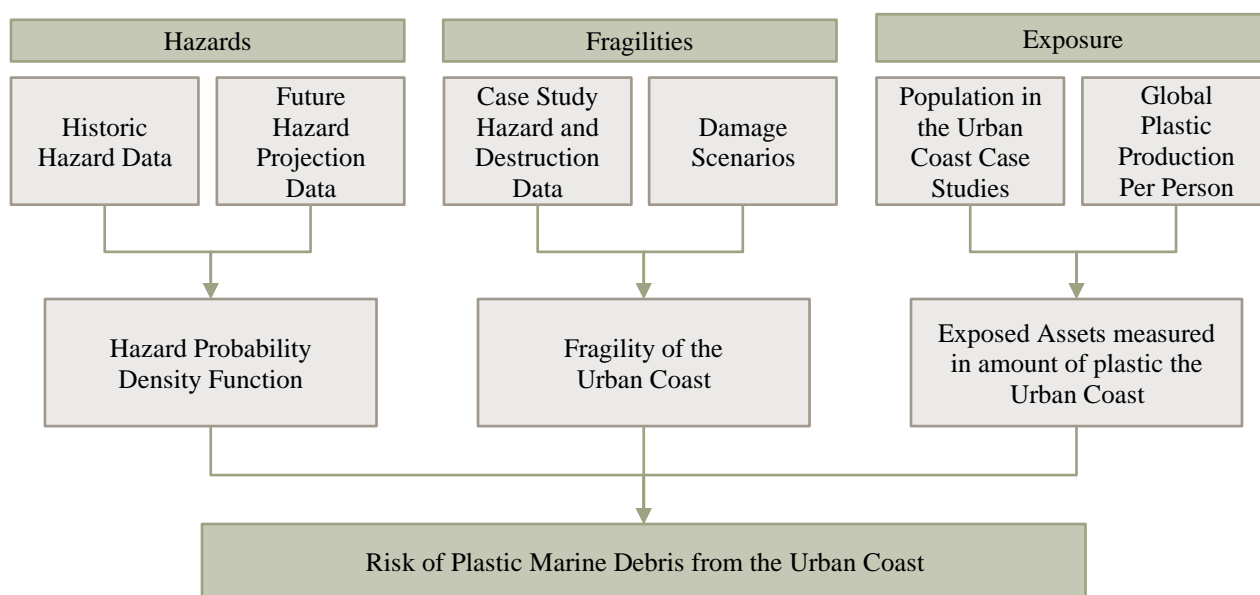 Hazards
Fragilities
Exposure
Historic
Hazard Data
Future
Hazard
Projection
Data
Case Study
Hazard and
Destruction
Data
Damage
Scenarios
Population in
the Urban
Coast Case
Studies
Global
Plastic
Production
Per Person
Hazard Probability
Density Function
Fragility of the
Urban Coast
Exposed Assets measured
in amount of plastic the
Urban Coast
Risk of Plastic Marine Debris from the Urban Coast